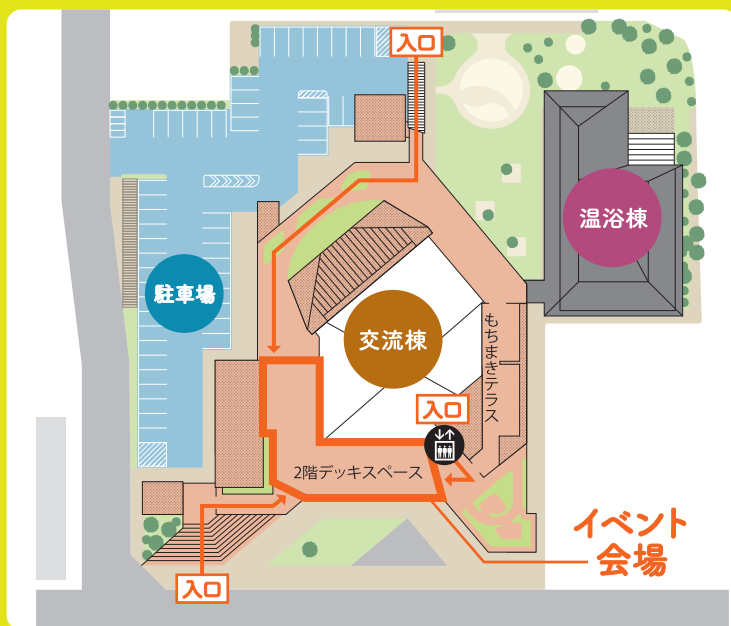 入口
温浴棟
駐車場
交流棟
もちまきテラス
入口
2階デッキスペース
イベント
会場
入口